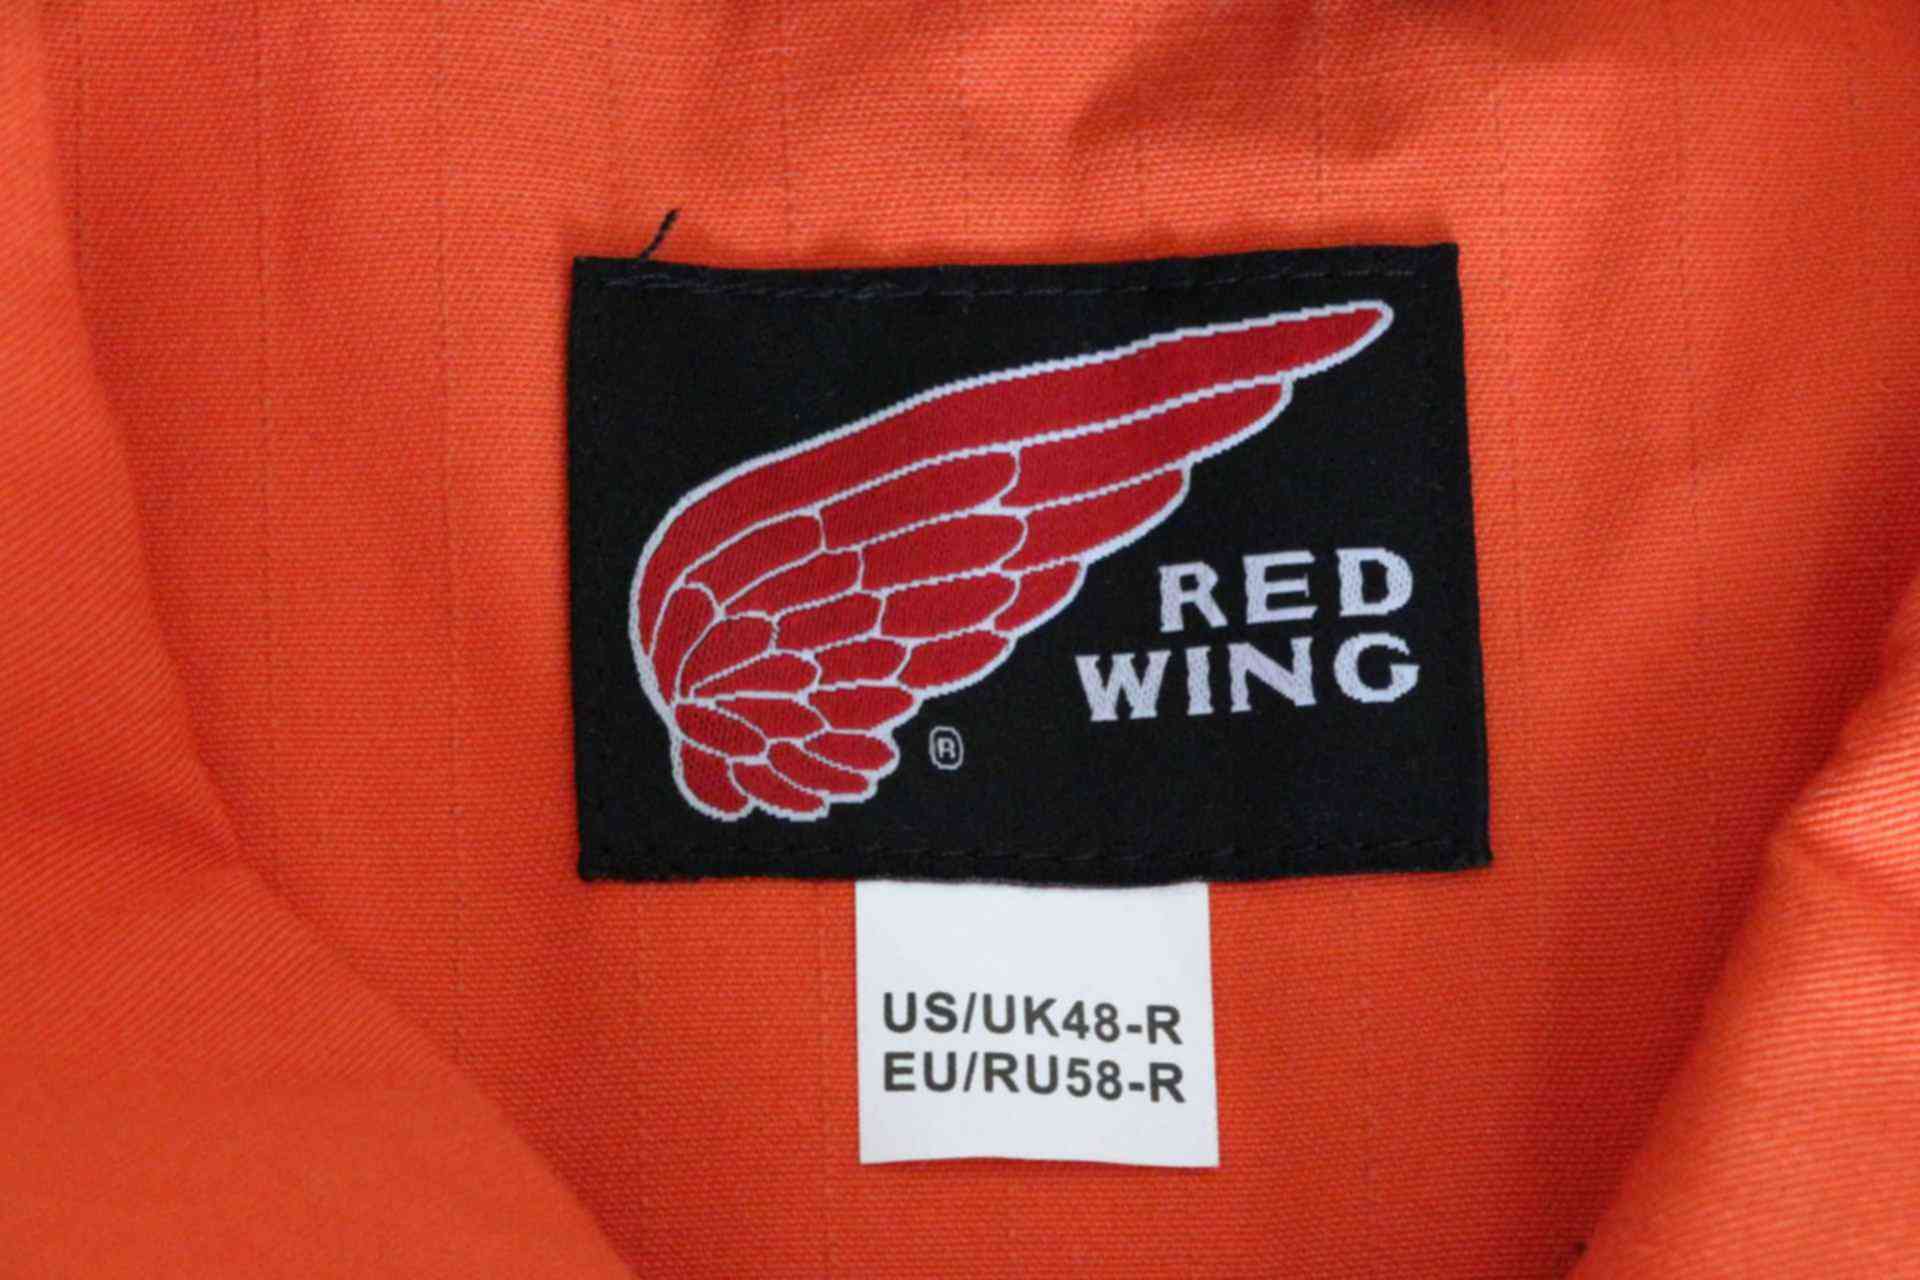 RED
WING
®
US/UK48-R
EU/RU58-R